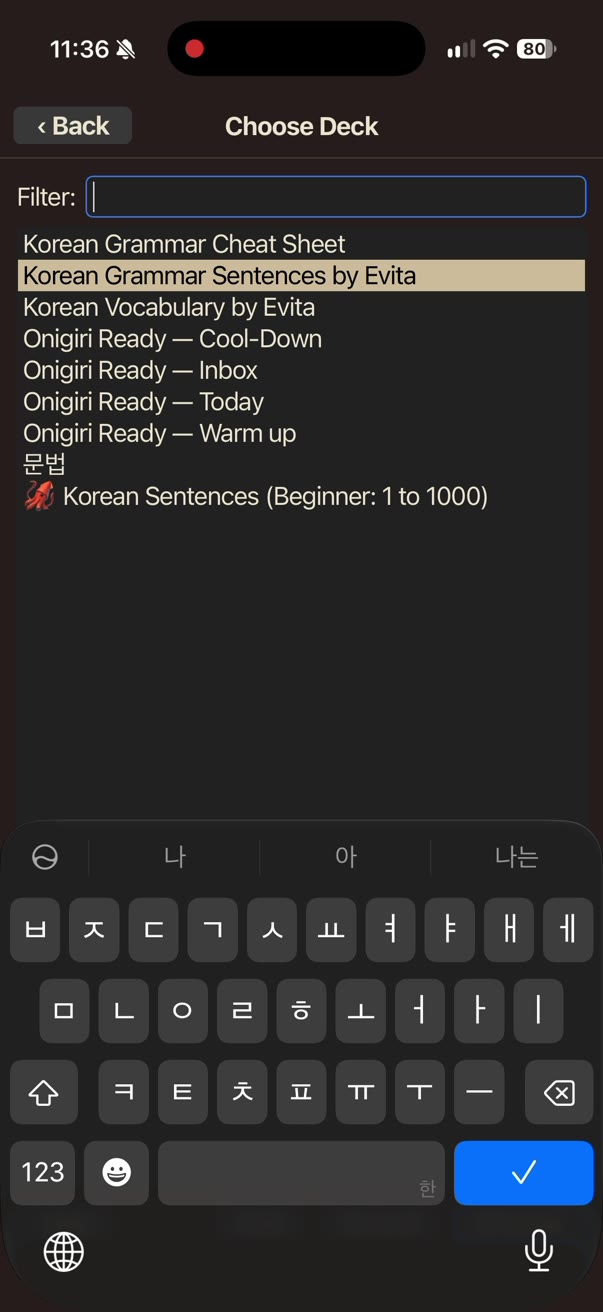 11:36
80
‹ Back
Choose Deck
Filter:
Korean Grammar Cheat Sheet
Korean Grammar Sentences by Evita
Korean Vocabulary by Evita
Onigiri Ready — Cool-Down
Onigiri Ready — Inbox
Onigiri Ready — Today
Onigiri Ready — Warm up
문법
🦑 Korean Sentences (Beginner: 1 to 1000)
나 아 나는
ㅂ ㅈ ㄷ ㄱ ㅅ ㅛ ㅕ ㅑ ㅐ ㅔ
ㅁ ㄴ ㅇ ㄹ ㅎ ㅗ ㅓ ㅏ ㅣ
ㅋ ㅌ ㅊ ㅍ ㅠ ㅜ ㅡ
123
한